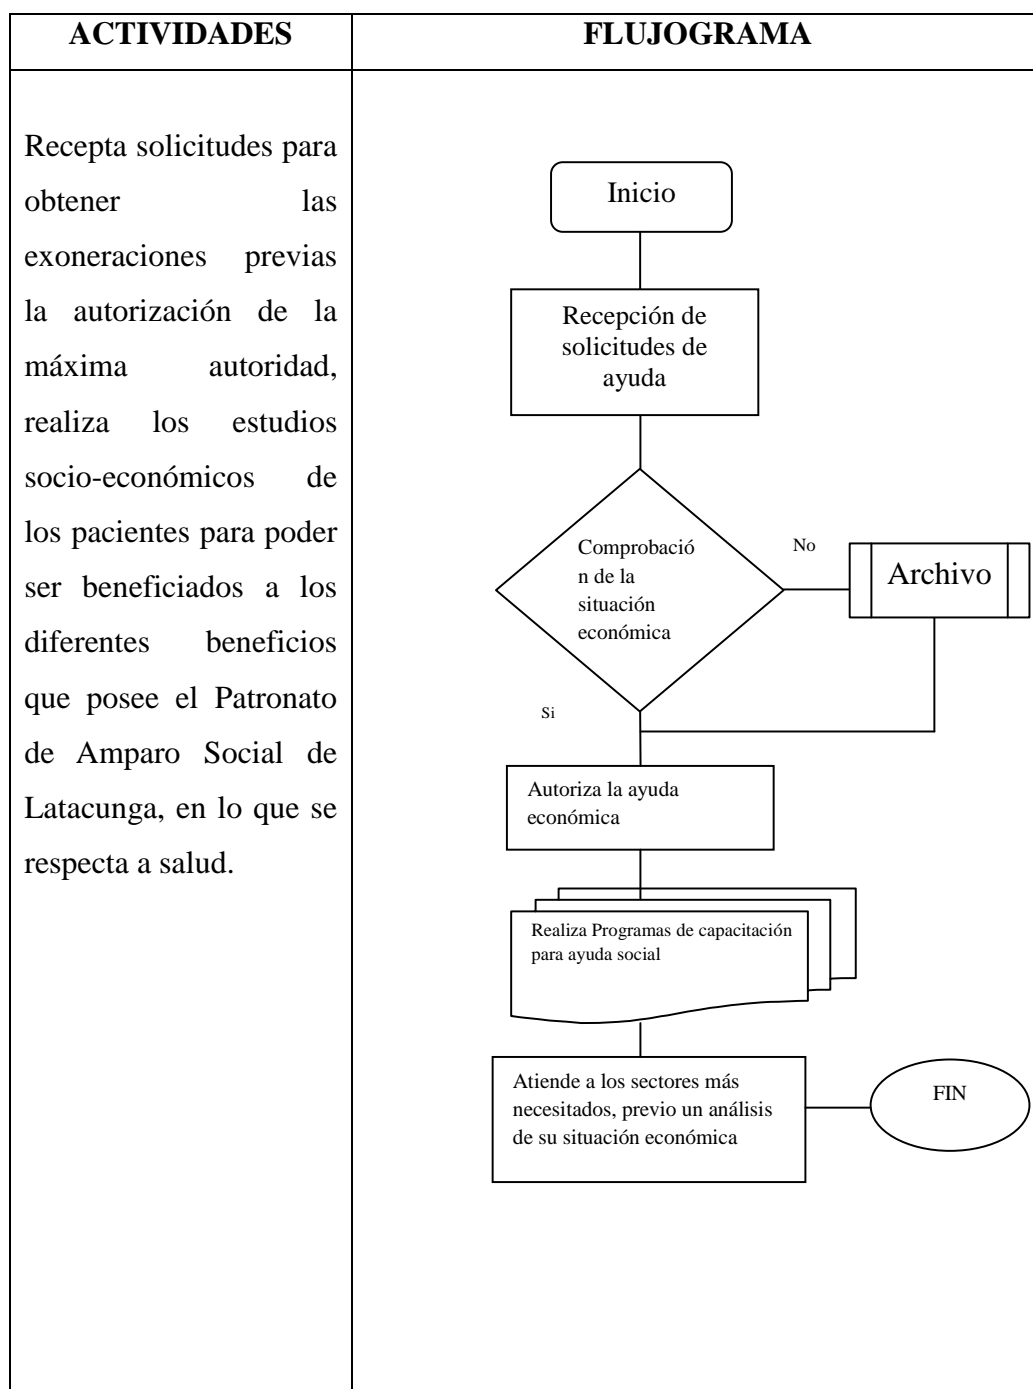 ACTIVIDADES
FLUJOGRAMA
Recepta solicitudes para
obtener las
exoneraciones previas
la autorización de la
máxima autoridad,
realiza los estudios
socio-económicos de
los pacientes para poder
ser beneficiados a los
diferentes beneficios
que posee el Patronato
de Amparo Social de
Latacunga, en lo que se
respecta a salud.
Inicio
Recepción de
solicitudes de
ayuda
Comprobació
n de la
situación
económica
No
Archivo
Si
Autoriza la ayuda
económica
Realiza Programas de capacitación
para ayuda social
Atiende a los sectores más
necesitados, previo un análisis
de su situación económica
FIN